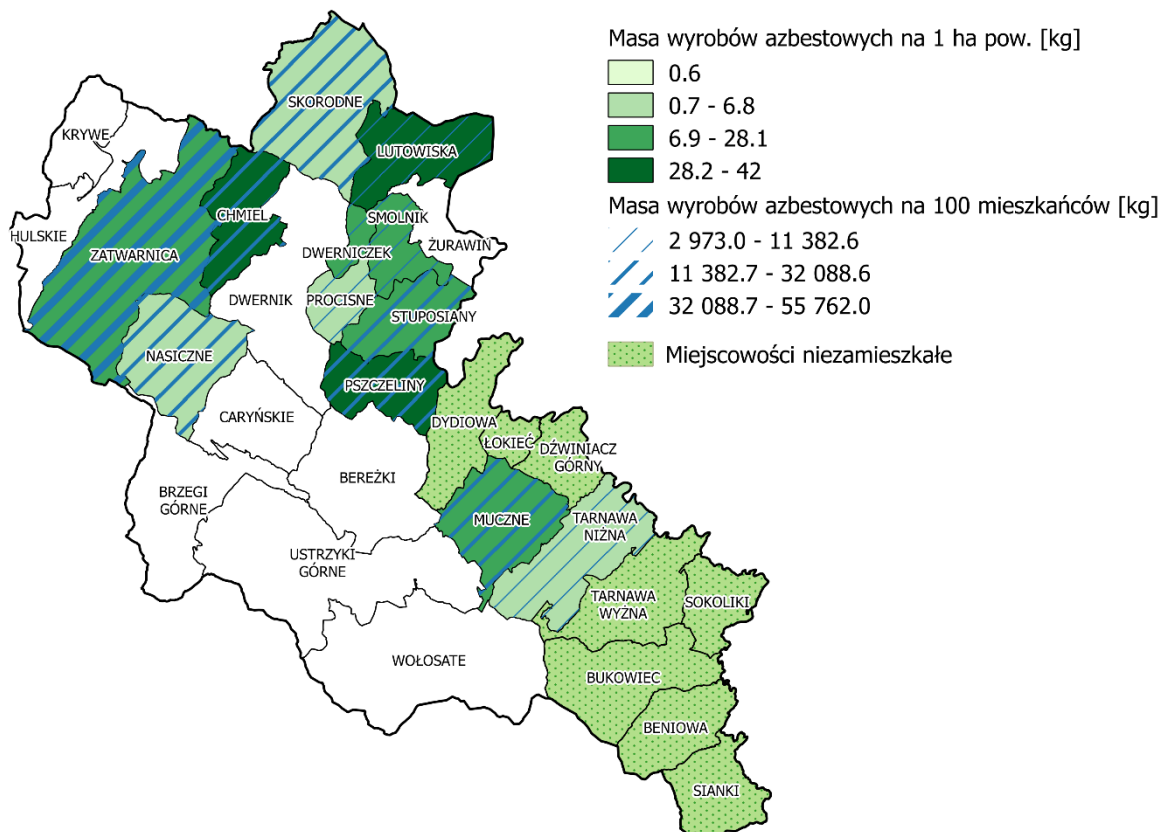 Masa wyrobów azbestowych na 1 ha pow. [kg]
0.6
0.7 - 6.8
6.9 - 28.1
28.2 - 42
Masa wyrobów azbestowych na 100 mieszkańców [kg]
2 973.0 - 11 382.6
11 382.7 - 32 088.6
32 088.7 - 55 762.0
Miejscowości niezamieszkałe
SKORODNE
KRYWE
LUTOWISKA
CHMIEL
SMOLNIK
HULSKIE
ZATWARNICA
DWERNICZEK
ŻURAWIN
DWERNIK
PROCISNE
STUPOSIANY
NASICZNE
PSZCZELINY
CARYŃSKIE
DYDIOWA
ŁOKIEĆ
DŹWINIACZ
GÓRNY
BEREŻKI
BRZEGI
GÓRNE
MUCZNE
TARNAWA
NIŻNA
USTRZYKI
GÓRNE
TARNAWA
WYŻNA
SOKOLIKI
WOŁOSATE
BUKOWIEC
BENIOWA
SIANKI